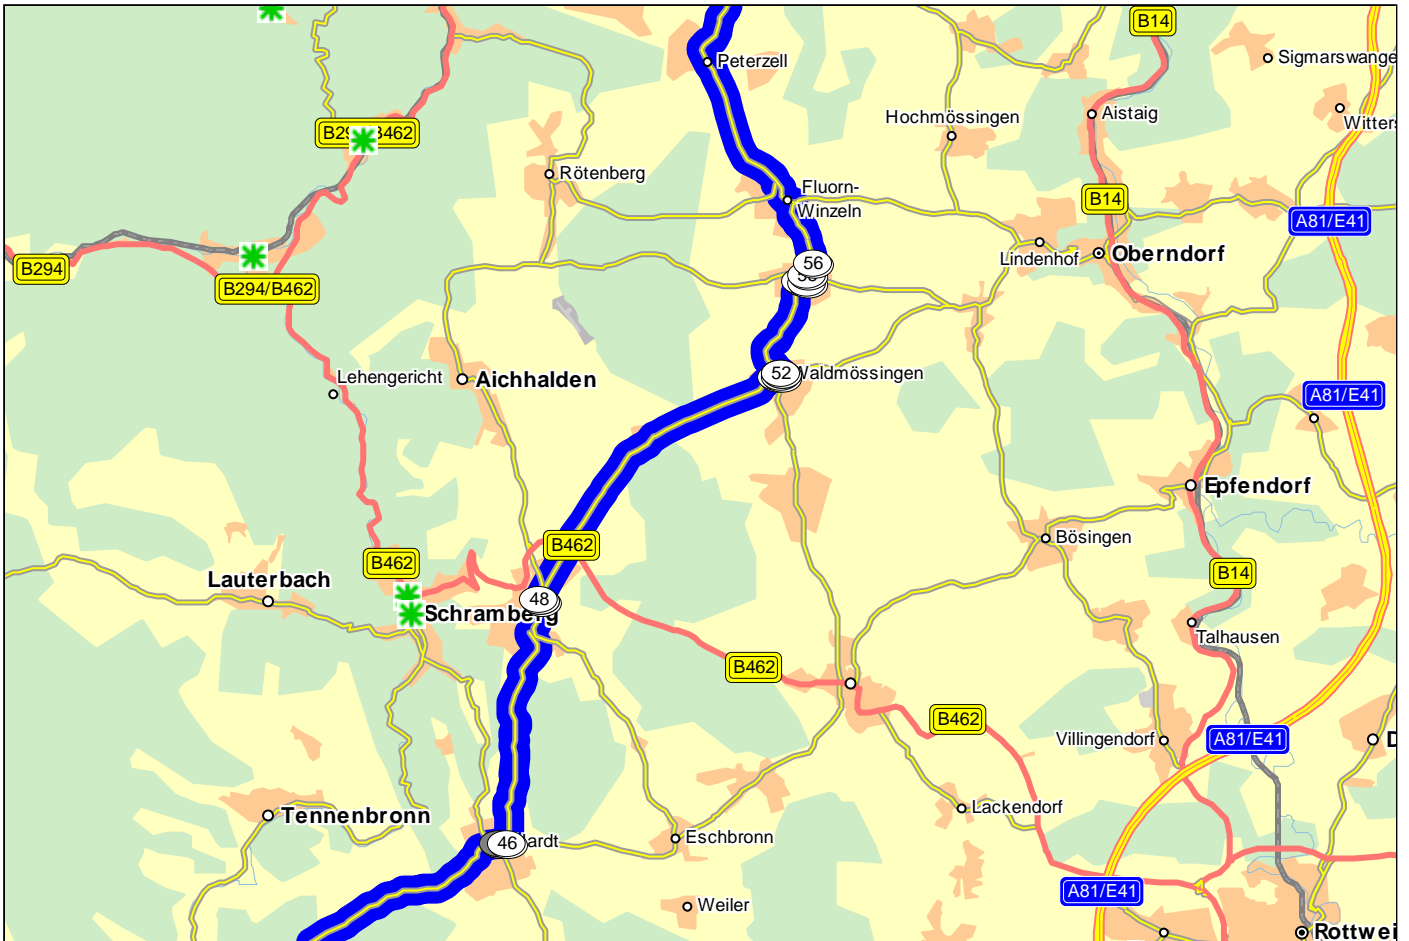 B14
Sigmarswange
Peterzell
Aistaig
Hochmössingen
Witters
B462
Rötenberg
Fluorn-
Winzeln
B14
A81/E41
Lindenhof
Oberndorf
B294
56
B294/B462
Lehengericht
Aichhalden
52
Waldmössingen
A81/E41
Epfendorf
Bösingen
B462
B462
Lauterbach
B14
48
Schramberg
Talhausen
B462
B462
Villingendorf
A81/E41
D
Lackendorf
Tennenbronn
46
ardt
Eschbronn
A81/E41
Weiler
Rottwei